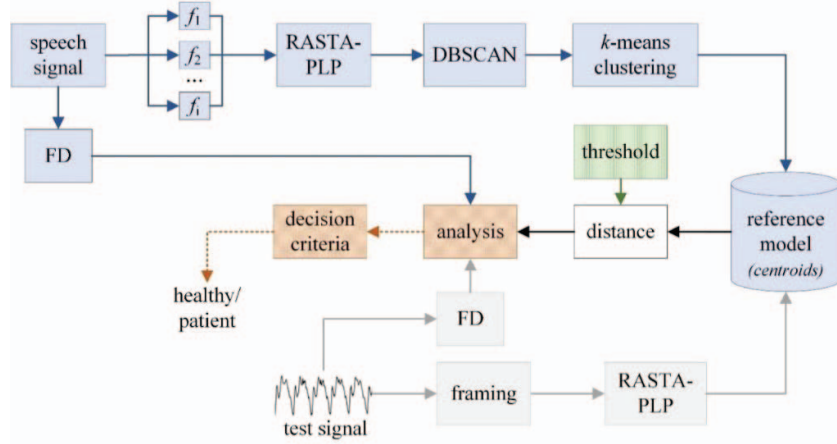 speech
signal
f₁
f₂
...
fᵢ
RASTA-
PLP
DBSCAN
k-means
clustering
FD
threshold
decision
criteria
analysis
distance
reference
model
(centroids)
healthy/
patient
FD
framing
RASTA-
PLP
test signal